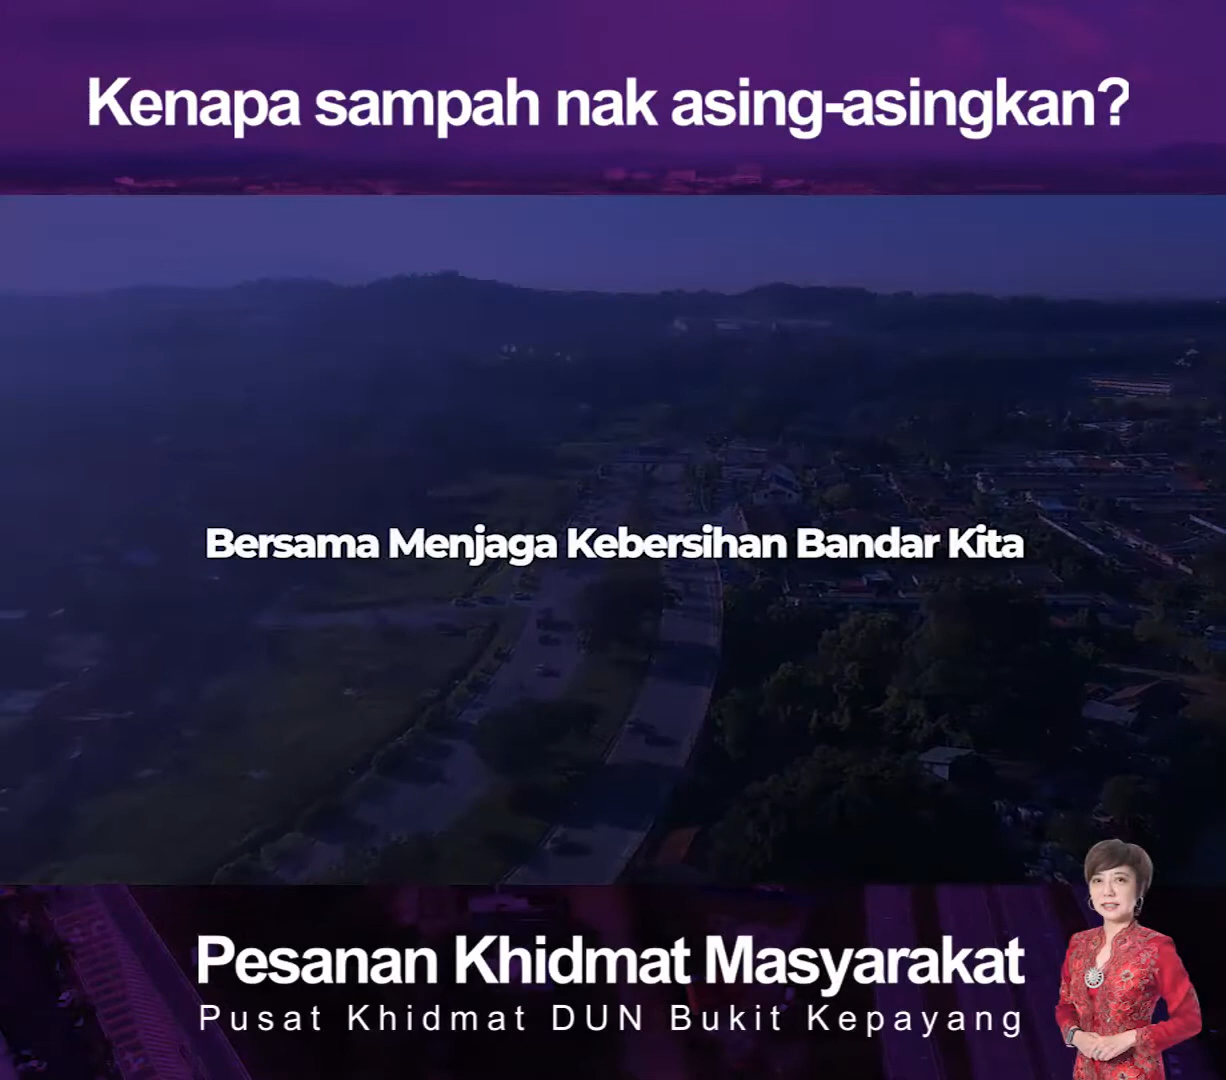 Kenapa sampah nak asing-asingkan?
Bersama Menjaga Kebersihan Bandar Kita
Pesanan Khidmat Masyarakat
Pusat Khidmat DUN Bukit Kepayang